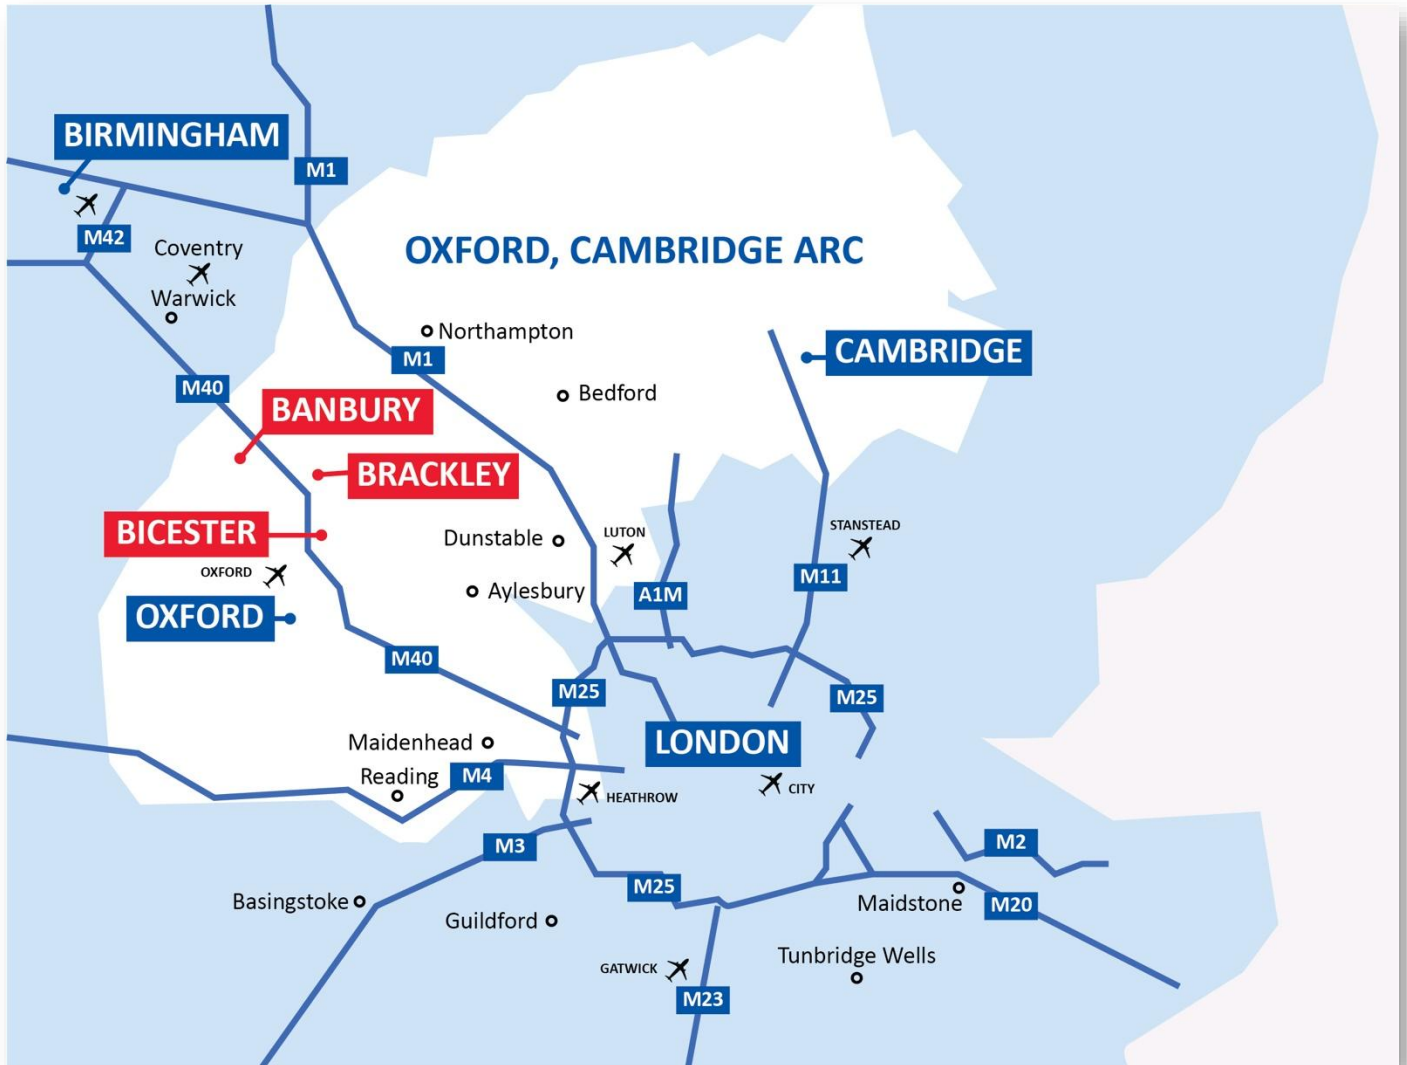 BIRMINGHAM
M1
M42
Coventry
Warwick
OXFORD, CAMBRIDGE ARC
Northampton
M1
CAMBRIDGE
M40
Bedford
BANBURY
BRACKLEY
BICESTER
Dunstable
LUTON
STANSTEAD
OXFORD
Aylesbury
A1M
M11
OXFORD
M40
M25
M25
Maidenhead
LONDON
Reading
M4
HEATHROW
CITY
M3
M2
M25
Basingstoke
Guildford
Maidstone
M20
GATWICK
Tunbridge Wells
M23